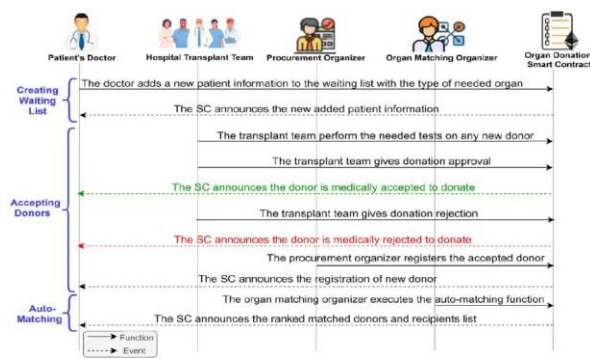 Patient's Doctor
Hospital Transplant Team
Procurement Organizer
Organ Matching Organizer
Organ Donation
Smart Contract
Creating
Waiting
List
The doctor adds a new patient information to the waiting list with the type of needed organ
The SC announces the new added patient information
Accepting
Donors
The transplant team perform the needed tests on any new donor
The transplant team gives donation approval
The SC announces the donor is medically accepted to donate
The transplant team gives donation rejection
The SC announces the donor is medically rejected to donate
The procurement organizer registers the accepted donor
The SC announces the registration of new donor
Auto-
Matching
The organ matching organizer executes the auto-matching function
The SC announces the ranked matched donors and recipients list
Function
Event